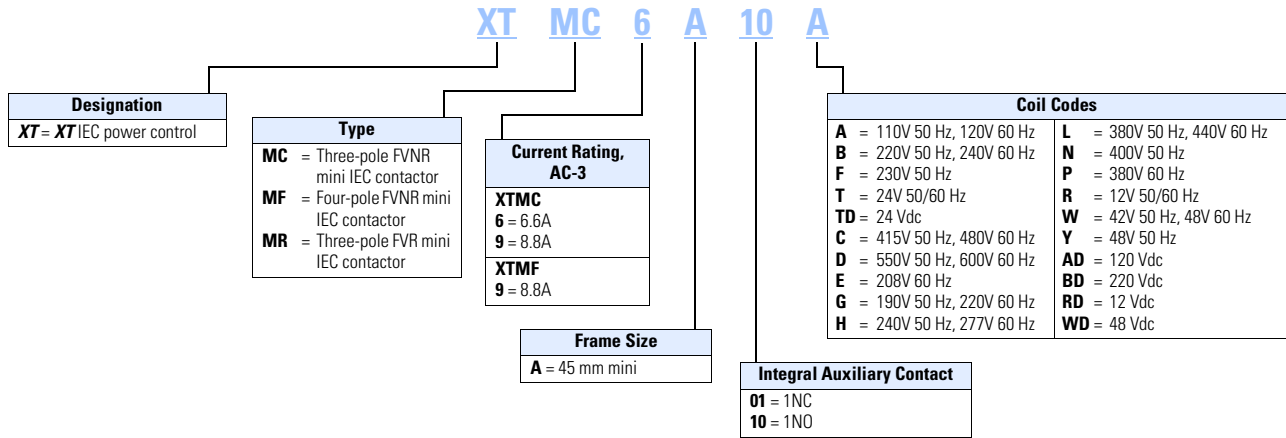 XT MC 6 A 10 A
Designation
XT = XT IEC power control
Type
MC = Three-pole FVNR
mini IEC contactor
MF = Four-pole FVNR mini
IEC contactor
MR = Three-pole FVR mini
IEC contactor
Current Rating,
AC-3
XTMC
6 = 6.6A
9 = 8.8A
XTMF
9 = 8.8A
Frame Size
A = 45 mm mini
Integral Auxiliary Contact
01 = 1NC
10 = 1NO
Coil Codes
A = 110V 50 Hz, 120V 60 Hz
B = 220V 50 Hz, 240V 60 Hz
F = 230V 50 Hz
T = 24V 50/60 Hz
TD = 24 Vdc
C = 415V 50 Hz, 480V 60 Hz
D = 550V 50 Hz, 600V 60 Hz
E = 208V 60 Hz
G = 190V 50 Hz, 220V 60 Hz
H = 240V 50 Hz, 277V 60 Hz
L = 380V 50 Hz, 440V 60 Hz
N = 400V 50 Hz
P = 380V 60 Hz
R = 12V 50/60 Hz
W = 42V 50 Hz, 48V 60 Hz
Y = 48V 50 Hz
AD = 120 Vdc
BD = 220 Vdc
RD = 12 Vdc
WD = 48 Vdc